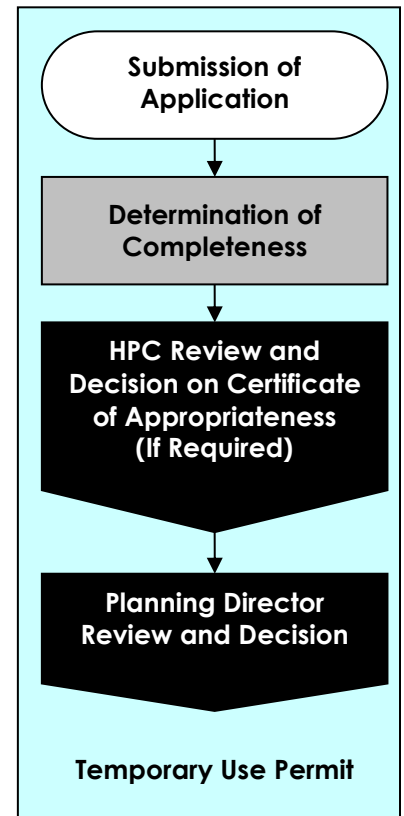 Submission of
Application
Determination of
Completeness
HPC Review and
Decision on Certificate
of Appropriateness
(If Required)
Planning Director
Review and Decision
Temporary Use Permit